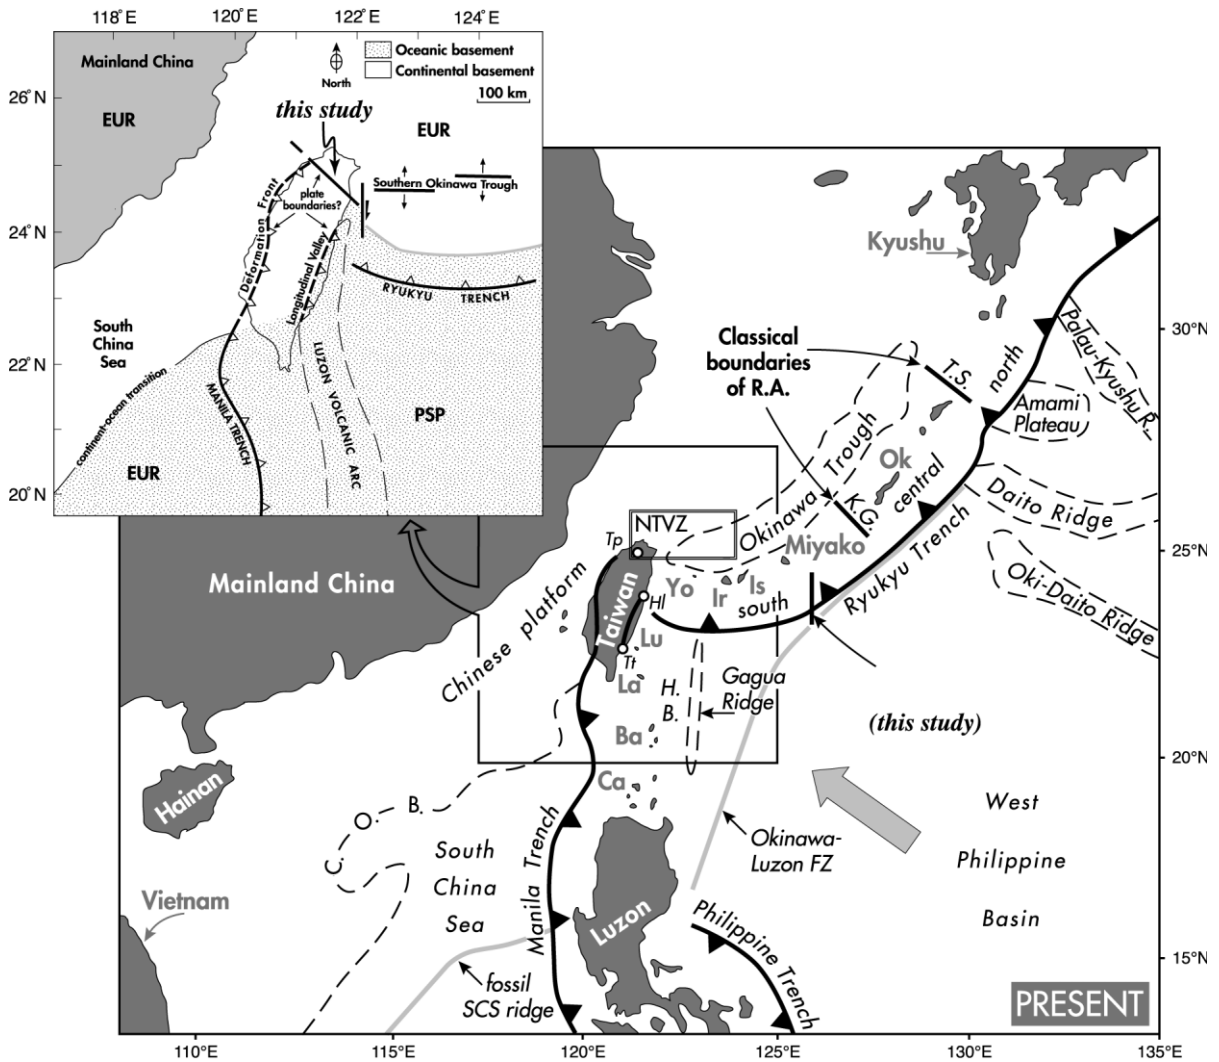 118°E
120°E
122°E
124°E
26°N
24°N
22°N
20°N
Mainland China
EUR
North
Oceanic basement
Continental basement
100 km
this study
EUR
Southern Okinawa Trough
plate
boundaries?
Deformation Front
Longitudinal Valley
RYUKYU TRENCH
South
China
Sea
continent-ocean transition
MANILA TRENCH
LUZON VOLCANIC ARC
PSP
EUR
Kyushu
30°N
25°N
20°N
15°N
Classical
boundaries
of R.A.
T.S.
north
Palau-Kyushu R.
Amami
Plateau
Okinawa Trough
Ok
central
K.G.
Daito Ridge
NTVZ
Miyako
Ryukyu Trench
Oki-Daito Ridge
Mainland China
Chinese platform
Tp
Taiwan
Hl
Tt
Yo
Ir
Is
south
Lu
La
Ba
Ca
H.
B.
Gagua
Ridge
(this study)
Hainan
C. O. B.
Vietnam
South
China
Sea
fossil
SCS ridge
Manila Trench
Luzon
Okinawa-
Luzon FZ
Philippine Trench
West
Philippine
Basin
PRESENT
110°E
115°E
120°E
125°E
130°E
135°E